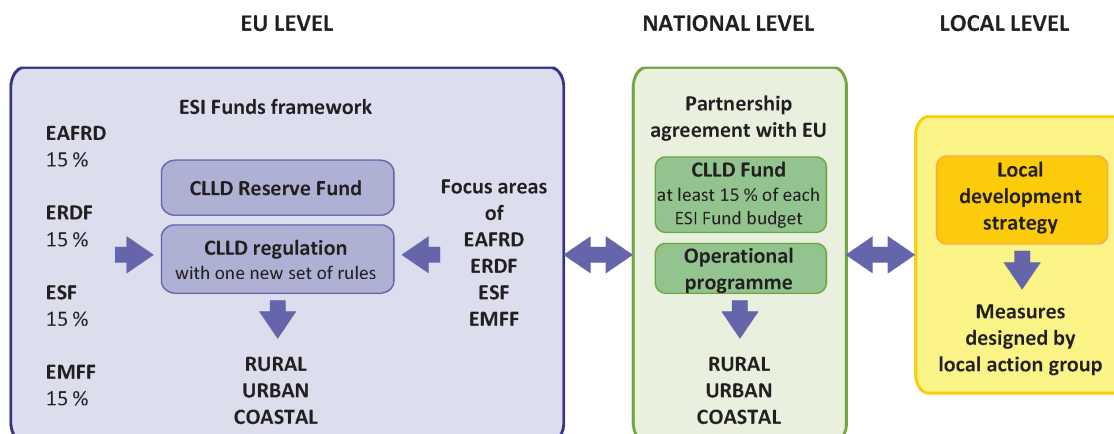 EU LEVEL
ESI Funds framework
EAFRD
15 %
ERDF
15 %
ESF
15 %
EMFF
15 %
CLLD Reserve Fund
CLLD regulation
with one new set of rules
Focus areas
of
EAFRD
ERDF
ESF
EMFF
RURAL
URBAN
COASTAL
NATIONAL LEVEL
Partnership
agreement with EU
CLLD Fund
at least 15 % of each
ESI Fund budget
Operational
programme
RURAL
URBAN
COASTAL
LOCAL LEVEL
Local
development
strategy
Measures
designed by
local action group